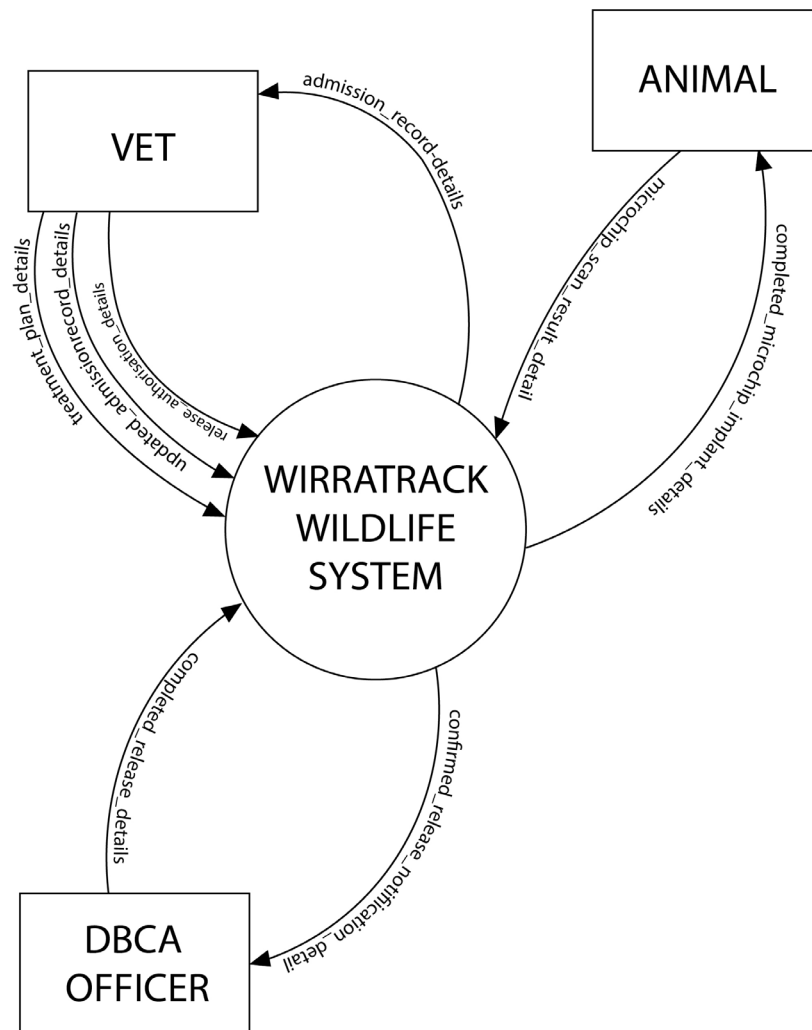 ANIMAL
VET
admission_record-details
microchip_scan_result_detail
completed_microchip_implant_details
treatment_plan_details
updated_admissionrecord_details
release_authorisation_details
WIRRATRACK
WILDLIFE
SYSTEM
completed_release_details
confirmed_release_notification_detail
DBCA
OFFICER